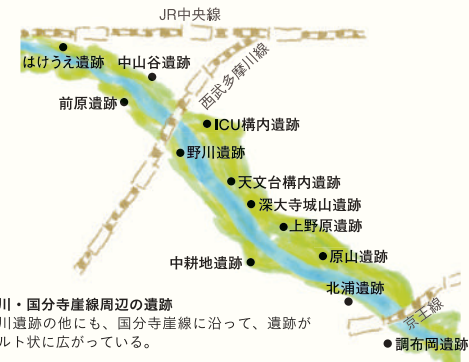 JR中央線
はけうえ遺跡
中山谷遺跡
西武多摩川線
前原遺跡
ICU構内遺跡
野川遺跡
天文台構内遺跡
深大寺城山遺跡
上野原遺跡
中耕地遺跡
原山遺跡
北浦遺跡
京王線
調布岡遺跡
川・国分寺崖線周辺の遺跡
川遺跡の他にも、国分寺崖線に沿って、遺跡が
ルト状に広がっている。